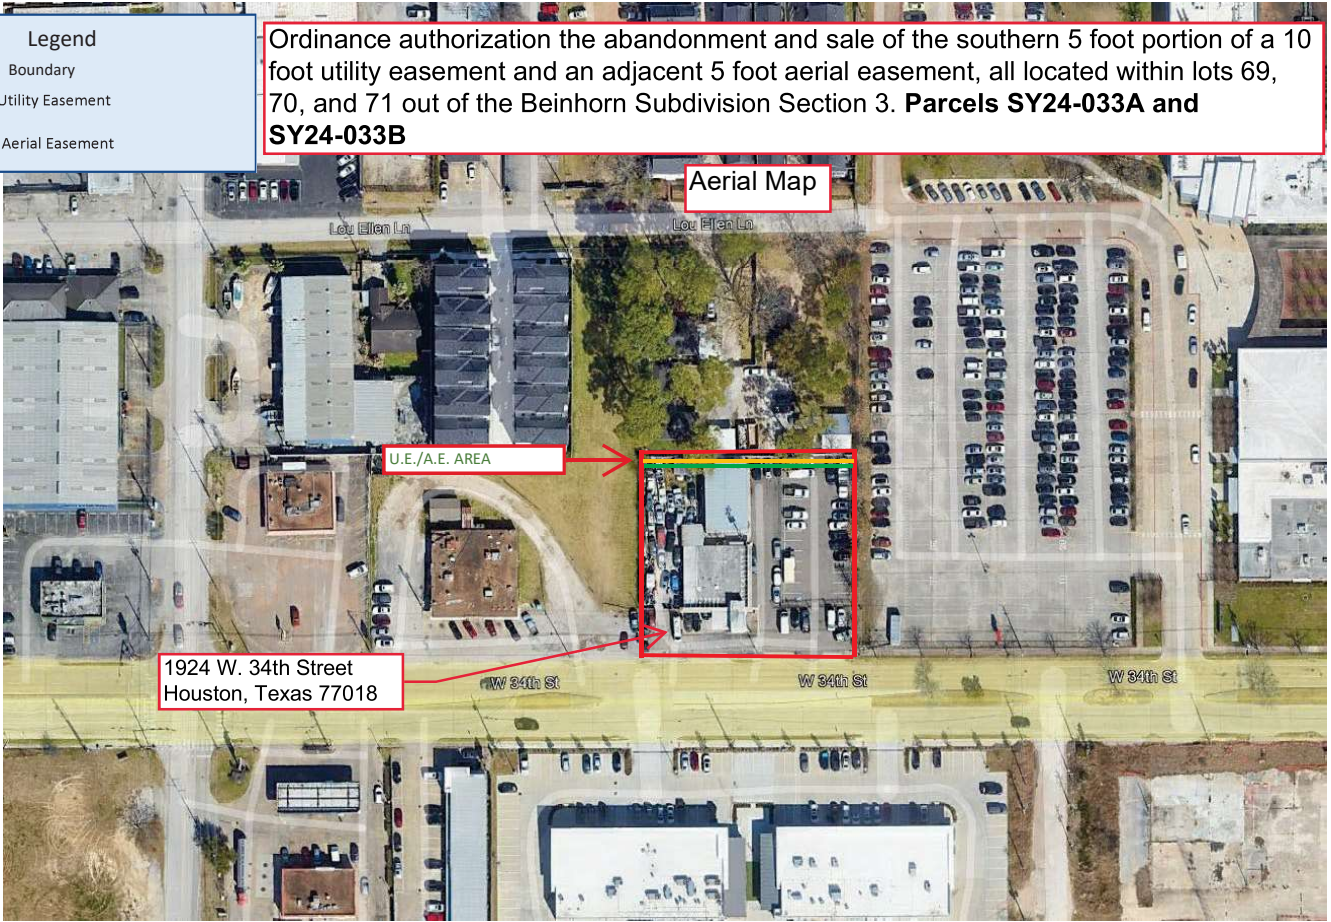 Legend
Boundary
Utility Easement
Aerial Easement
Ordinance authorization the abandonment and sale of the southern 5 foot portion of a 10
foot utility easement and an adjacent 5 foot aerial easement, all located within lots 69,
70, and 71 out of the Beinhorn Subdivision Section 3. Parcels SY24-033A and
SY24-033B
Aerial Map
Lou Ellen Ln
Lou Ellen Ln
U.E./A.E. AREA
1924 W. 34th Street
Houston, Texas 77018
W 34th St
W 34th St
W 34th St